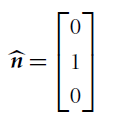 n̂ = [0
1
0]